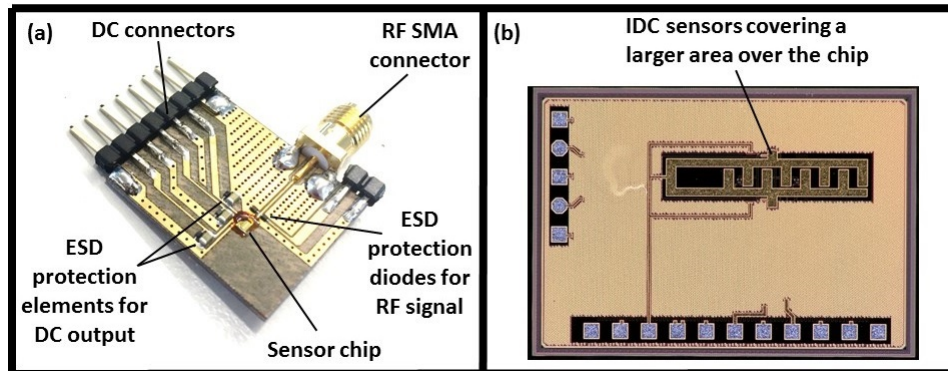 (a)
DC connectors
RF SMA
connector
ESD
protection
elements for
DC output
Sensor chip
ESD
protection
diodes for
RF signal
(b)
IDC sensors covering a
larger area over the chip